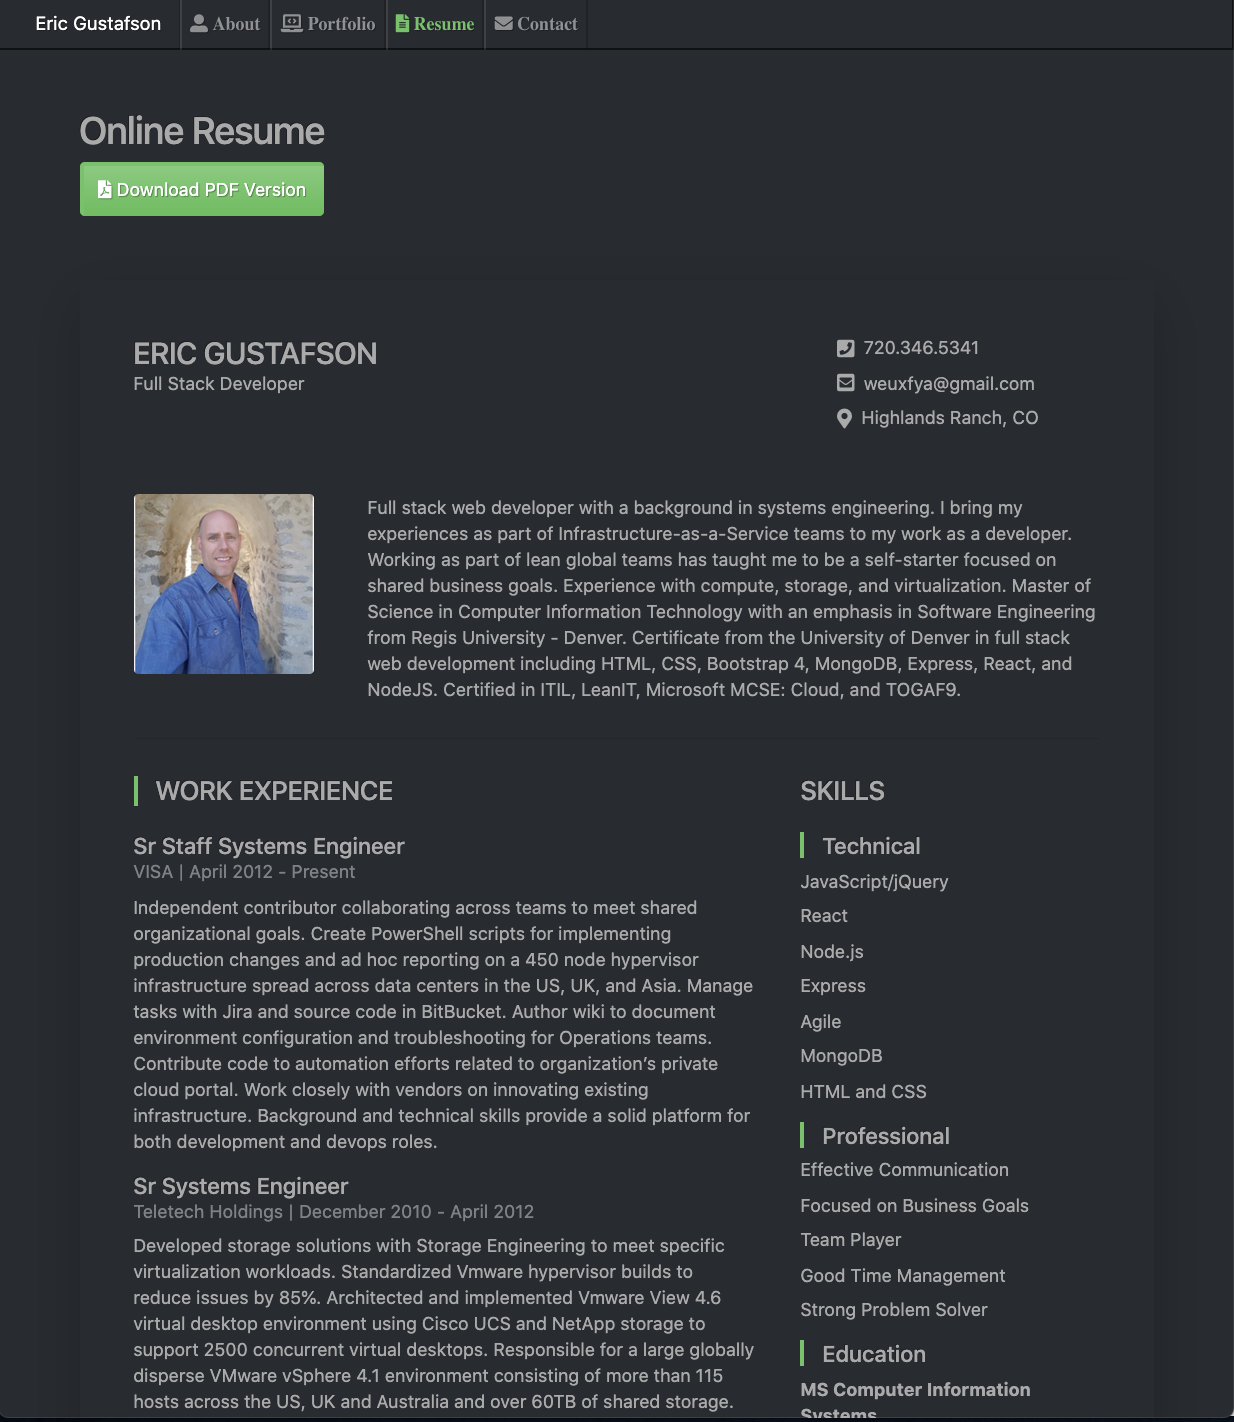 Eric Gustafson About Portfolio Resume Contact
Online Resume
Download PDF Version
ERIC GUSTAFSON
Full Stack Developer
720.346.5341
weuxfya@gmail.com
Highlands Ranch, CO
Full stack web developer with a background in systems engineering. I bring my
experiences as part of Infrastructure-as-a-Service teams to my work as a developer.
Working as part of lean global teams has taught me to be a self-starter focused on
shared business goals. Experience with compute, storage, and virtualization. Master of
Science in Computer Information Technology with an emphasis in Software Engineering
from Regis University - Denver. Certificate from the University of Denver in full stack
web development including HTML, CSS, Bootstrap 4, MongoDB, Express, React, and
NodeJS. Certified in ITIL, LeanIT, Microsoft MCSE: Cloud, and TOGAF9.
WORK EXPERIENCE
Sr Staff Systems Engineer
VISA | April 2012 - Present
Independent contributor collaborating across teams to meet shared
organizational goals. Create PowerShell scripts for implementing
production changes and ad hoc reporting on a 450 node hypervisor
infrastructure spread across data centers in the US, UK, and Asia. Manage
tasks with Jira and source code in BitBucket. Author wiki to document
environment configuration and troubleshooting for Operations teams.
Contribute code to automation efforts related to organization’s private
cloud portal. Work closely with vendors on innovating existing
infrastructure. Background and technical skills provide a solid platform for
both development and devops roles.
Sr Systems Engineer
Teletech Holdings | December 2010 - April 2012
Developed storage solutions with Storage Engineering to meet specific
virtualization workloads. Standardized Vmware hypervisor builds to
reduce issues by 85%. Architected and implemented Vmware View 4.6
virtual desktop environment using Cisco UCS and NetApp storage to
support 2500 concurrent virtual desktops. Responsible for a large globally
disperse VMware vSphere 4.1 environment consisting of more than 115
hosts across the US, UK and Australia and over 60TB of shared storage.
SKILLS
Technical
JavaScript/jQuery
React
Node.js
Express
Agile
MongoDB
HTML and CSS
Professional
Effective Communication
Focused on Business Goals
Team Player
Good Time Management
Strong Problem Solver
Education
MS Computer Information
Systems